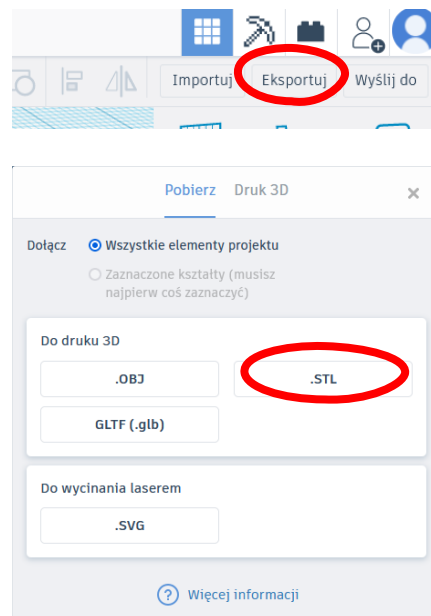 Importuj Eksportuj Wyślij do
Pobierz Druk 3D
Dołącz Wszystkie elementy projektu
Zaznaczone kształty (musisz
najpierw coś zaznaczyć)
Do druku 3D
.OBJ .STL
GLTF (.glb)
Do wycinania laserem
.SVG
Więcej informacji